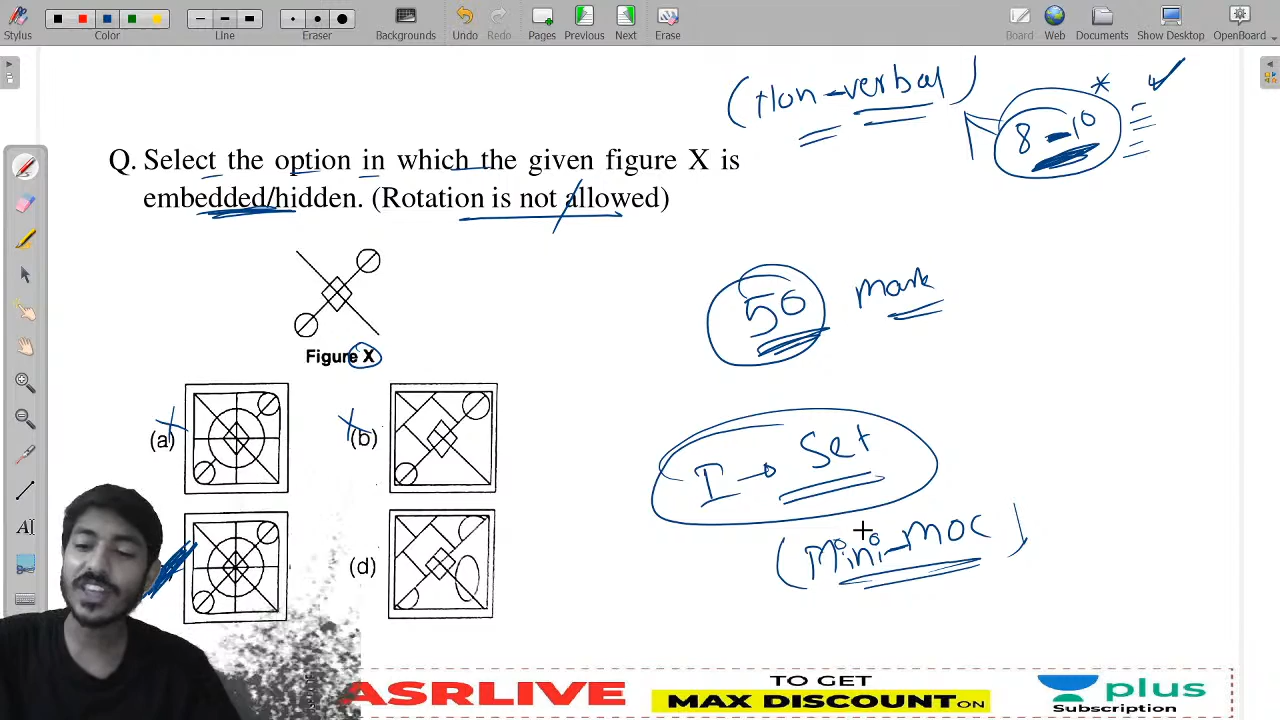 Stylus
Color
Line
Eraser
Backgrounds
Undo
Redo
Pages
Previous
Next
Erase
Board
Web
Documents
Show Desktop
OpenBoard
(Non-verbal)
8-10
Q. Select the option in which the given figure X is
embedded/hidden. (Rotation is not allowed)
Figure X
50 mark
(a)
(b)
I → Set
(Mini-moc)
(d)
ASRLIVE
TO GET
MAX DISCOUNT ON
plus
Subscription